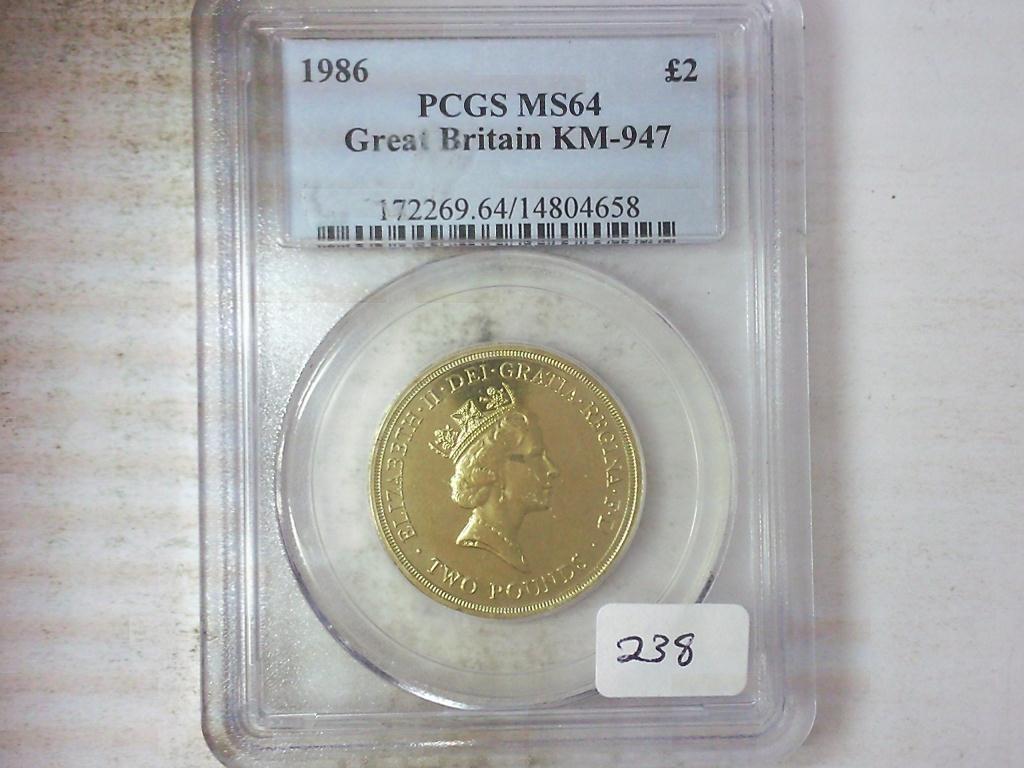 1986 £2
PCGS MS64
Great Britain KM-947
172269.64/14804658
ELIZABETH·II·DEI·GRATIA·REGINA·F·D·
TWO POUNDS
238